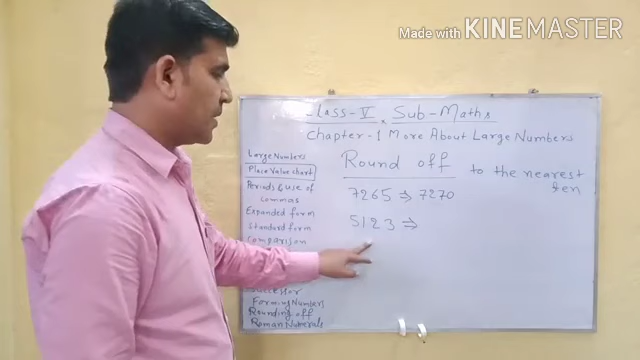 Made with KINEMASTER
Class-V Sub-Maths
Chapter-1 More About Large Numbers
Large Numbers
Place Value Chart
Periods & use of
Commas
Expanded form
Standard form
Comparison
Successor
Forming Numbers
Rounding off
Roman Numerals
Round off to the nearest
ten
7265 ⇒ 7270
5123 ⇒